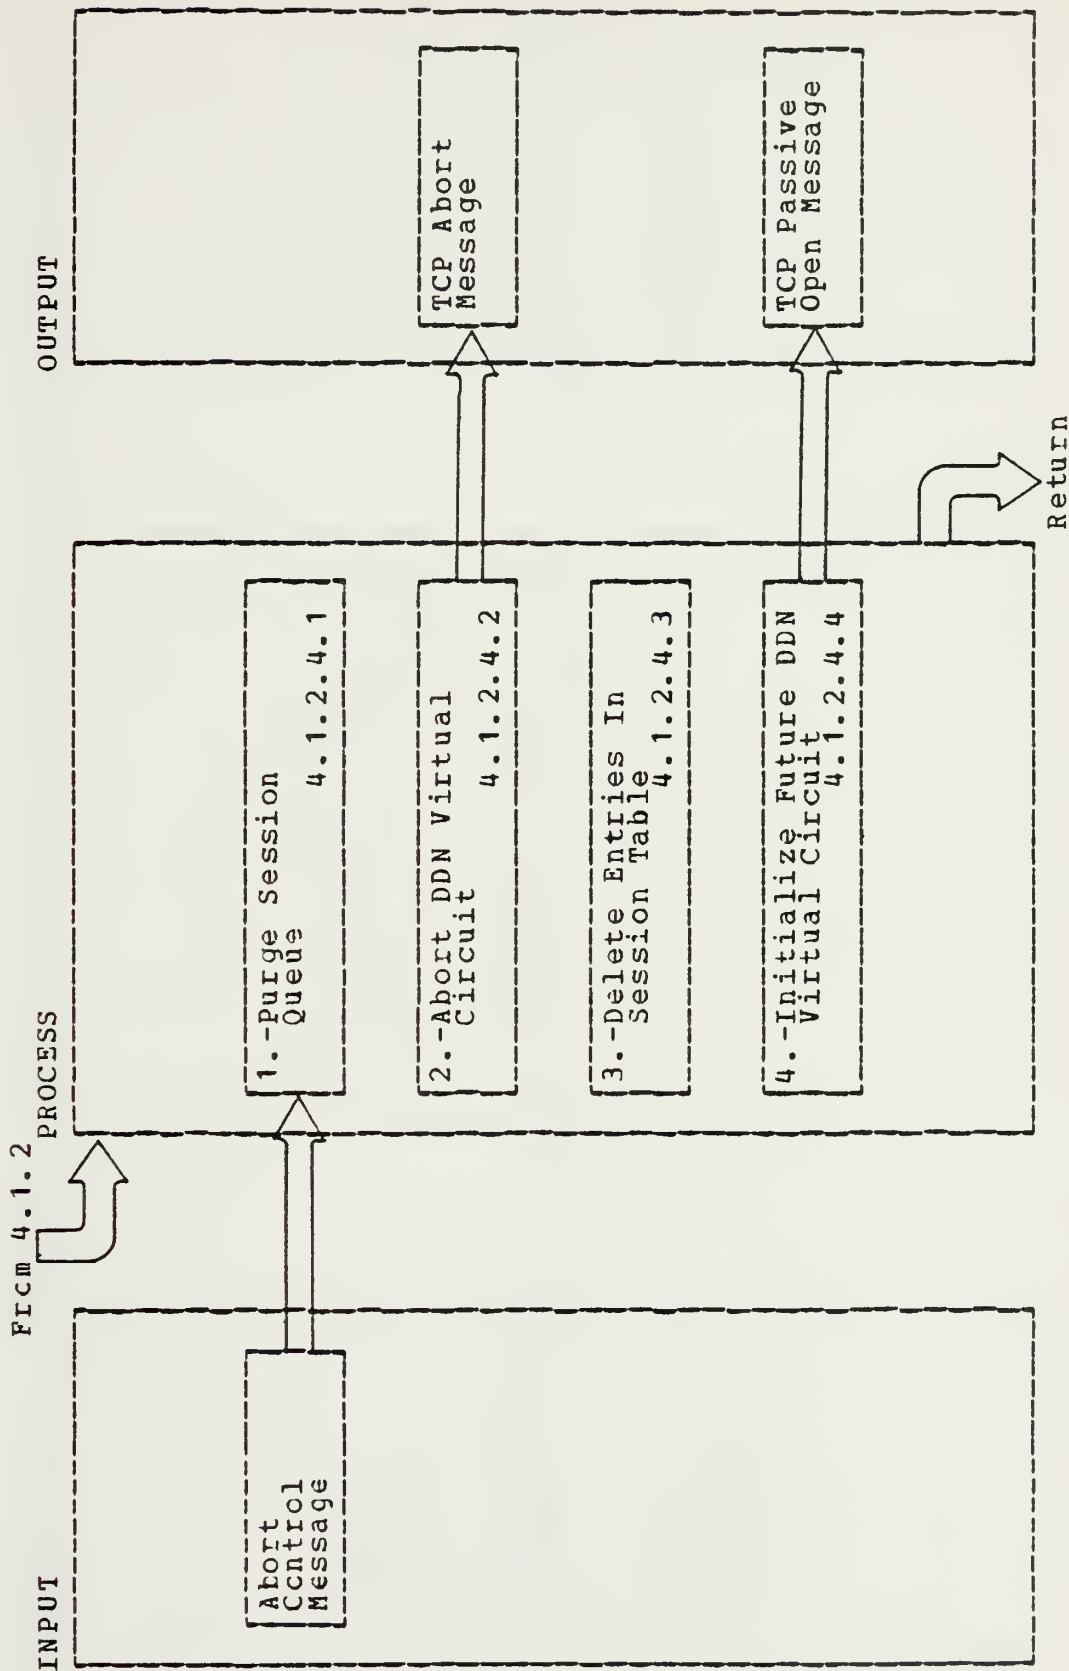 From 4.1.2
INPUT
PROCESS
OUTPUT
Abort
Control
Message
1.-Purge Session
Queue
4.1.2.4.1
2.-Abort DDN Virtual
Circuit
4.1.2.4.2
3.-Delete Entries In
Session Table
4.1.2.4.3
4.-Initialize Future DDN
Virtual Circuit
4.1.2.4.4
TCP Abort
Message
TCP Passive
Open Message
Return